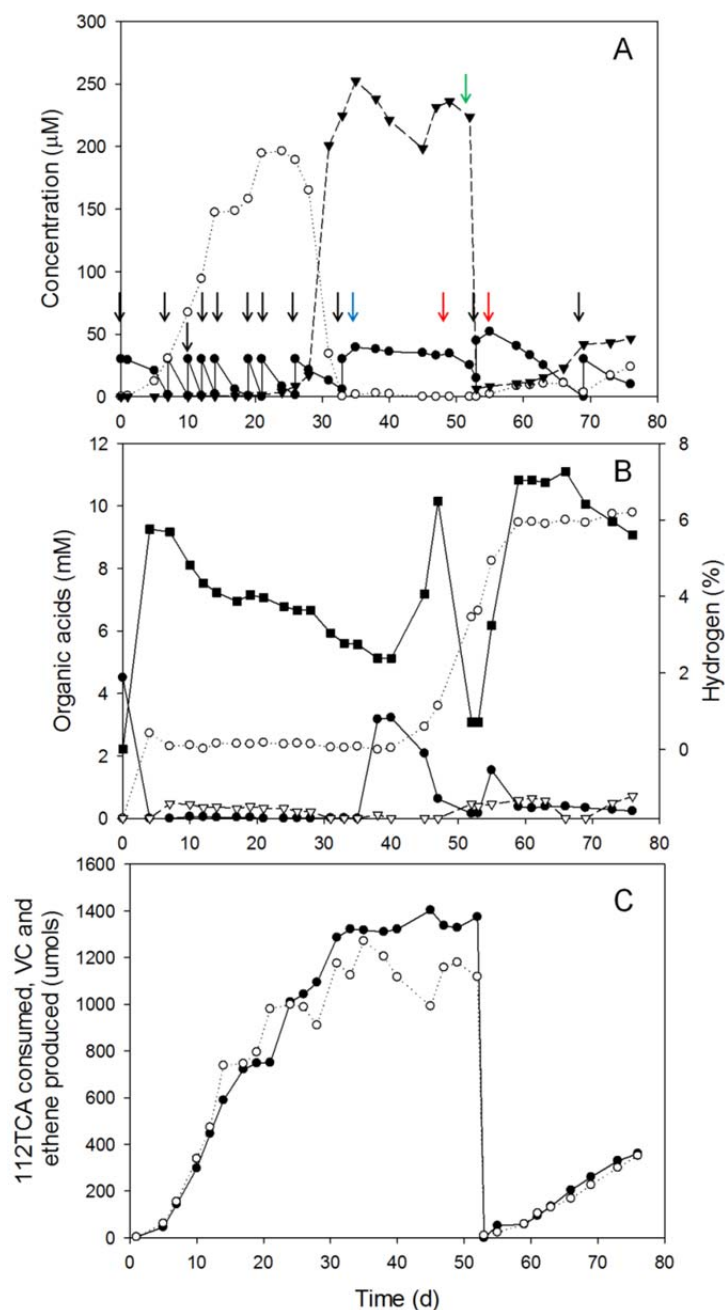 A
300
250
200
150
100
50
0
Concentration (µM)
0 10 20 30 40 50 60 70 80
B
12
10
8
6
4
2
0
Organic acids (mM)
8
6
4
2
0
Hydrogen (%)
0 10 20 30 40 50 60 70 80
C
1600
1400
1200
1000
800
600
400
200
0
112TCA consumed, VC and
ethene produced (umols)
0 10 20 30 40 50 60 70 80
Time (d)